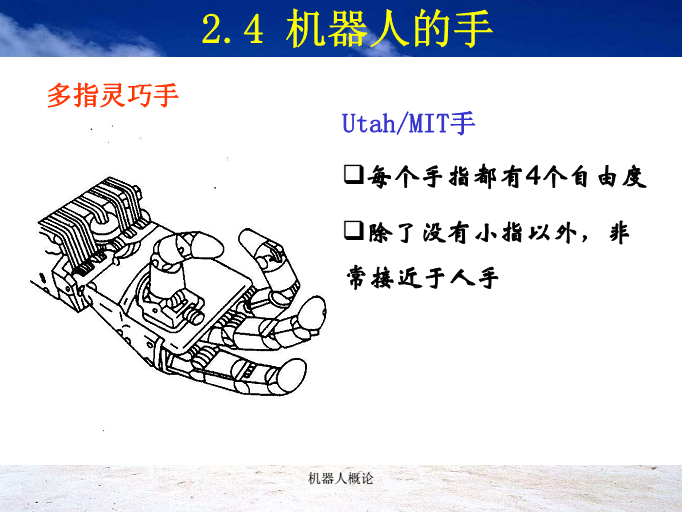 2.4 机器人的手
多指灵巧手
Utah/MIT手
❑每个手指都有4个自由度
❑除了没有小指以外，非
常接近于人手
机器人概论